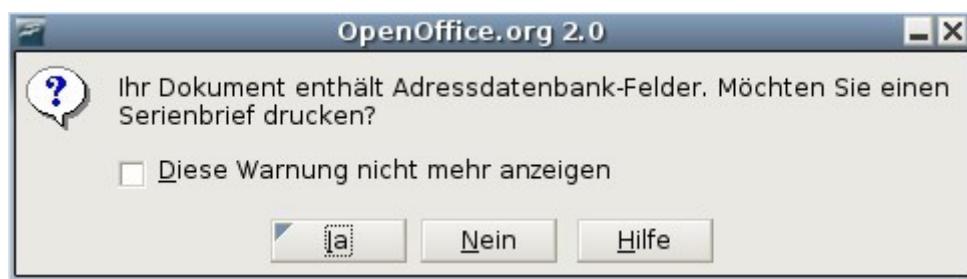 OpenOffice.org 2.0
Ihr Dokument enthält Adressdatenbank-Felder. Möchten Sie einen
Serienbrief drucken?
Diese Warnung nicht mehr anzeigen
Ja Nein Hilfe